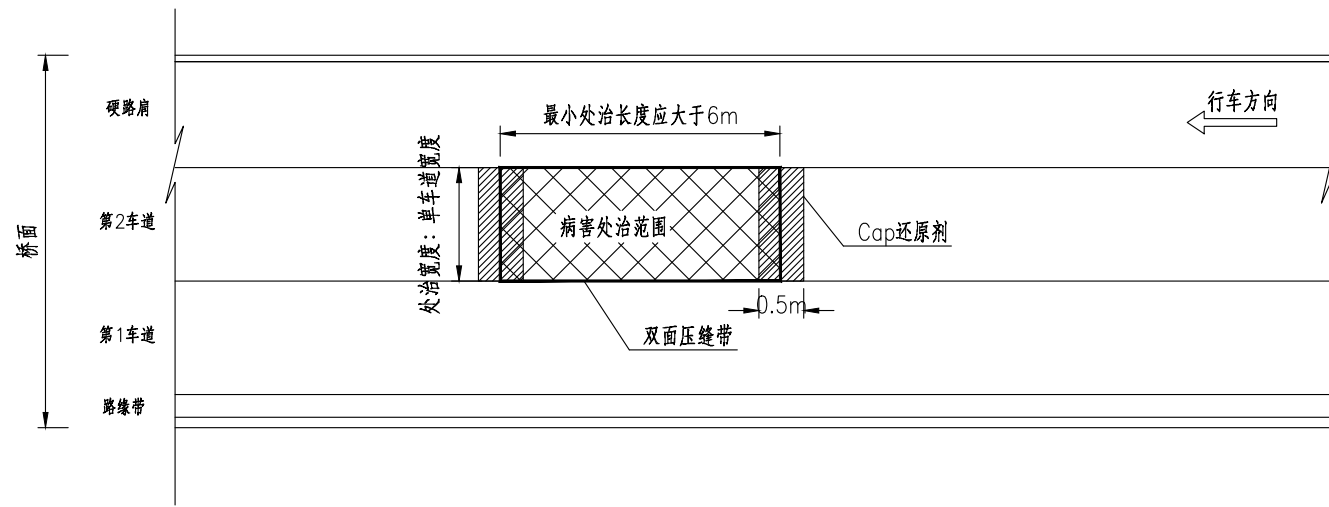 硬路肩
最小处治长度应大于6m
行车方向
处治宽度：单车道宽度
第2车道
病害处治范围
Cap还原剂
桥面
0.5m
第1车道
双面压缝带
路缘带